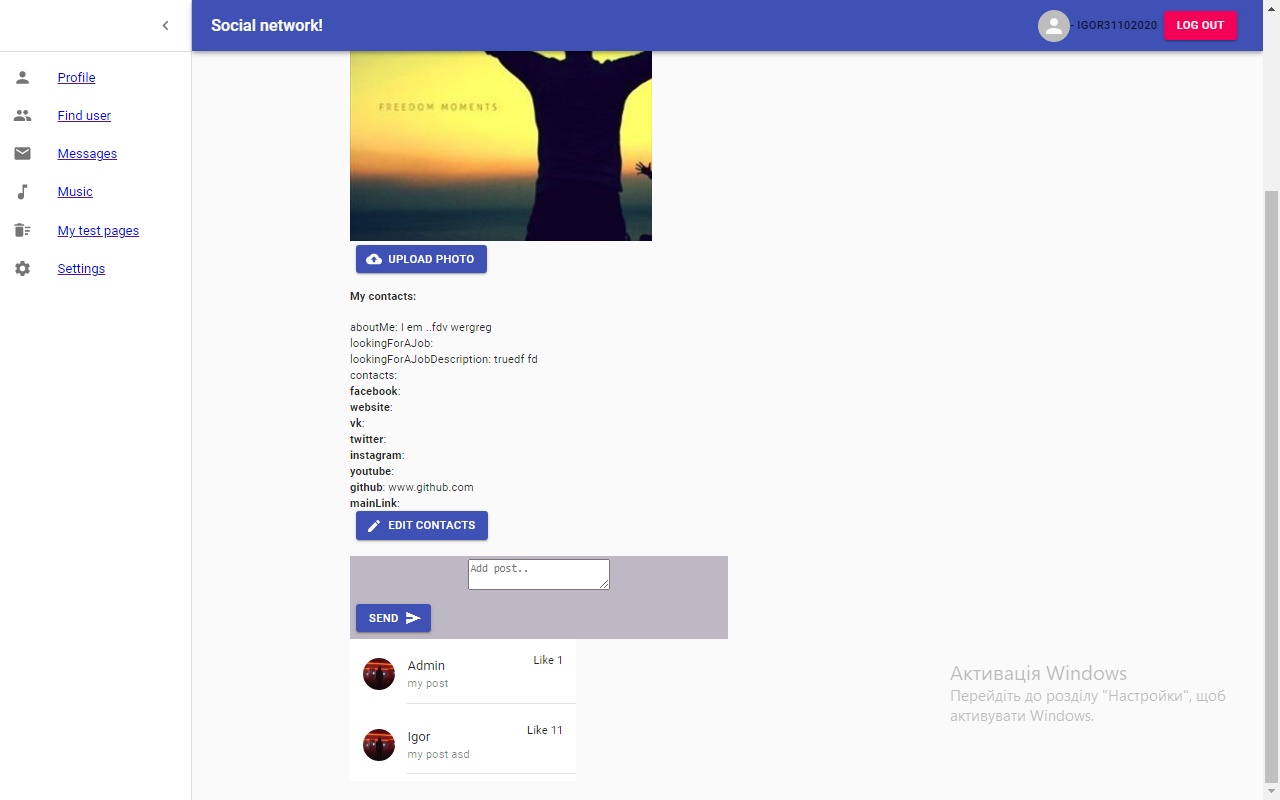 Social network!
- IGOR31102020
LOG OUT
Profile
Find user
Messages
Music
My test pages
Settings
FREEDOM MOMENTS
UPLOAD PHOTO
My contacts:
aboutMe: I em ..fdv wergreg
lookingForAJob:
lookingForAJobDescription: truedf fd
contacts:
facebook:
website:
vk:
twitter:
instagram:
youtube:
github: www.github.com
mainLink:
EDIT CONTACTS
Add post..
SEND
Admin
Like 1
my post
Igor
Like 11
my post asd
Активація Windows
Перейдіть до розділу "Настройки", щоб
активувати Windows.